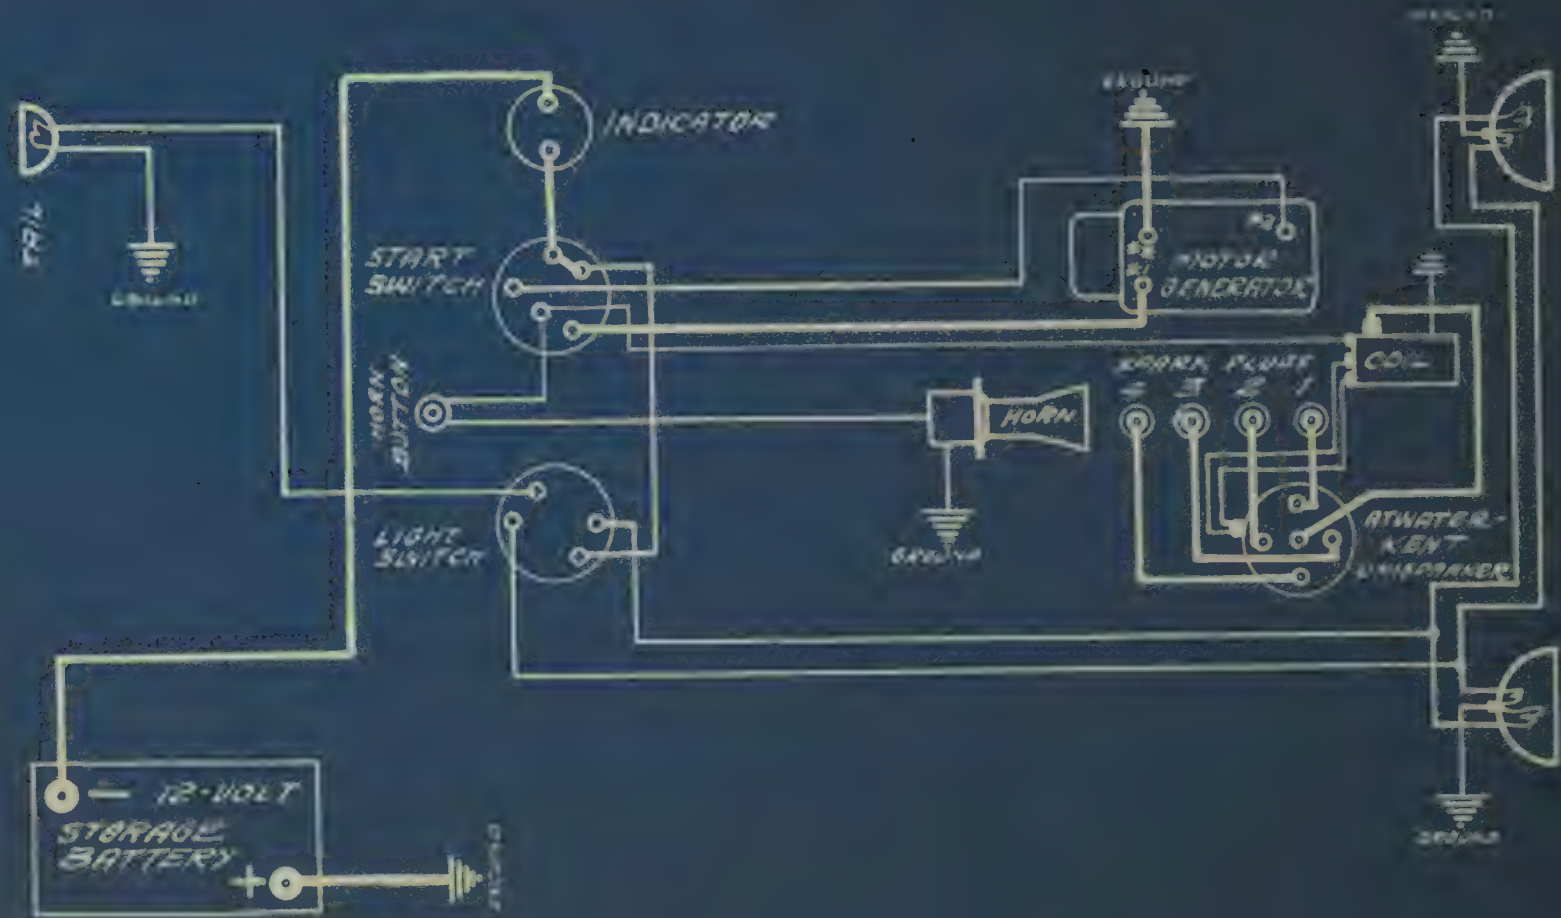 INDICATOR
GROUND
TAIL
GROUND
START
SWITCH
MOTOR
GENERATOR
HORN
BUTTON
HORN
SPARK PLUGS
4 3 2 1
COIL
LIGHT
SWITCH
GROUND
ATWATER-
KENT
UNISPARKER
- 12-VOLT
STORAGE
BATTERY
+
GROUND
GROUND